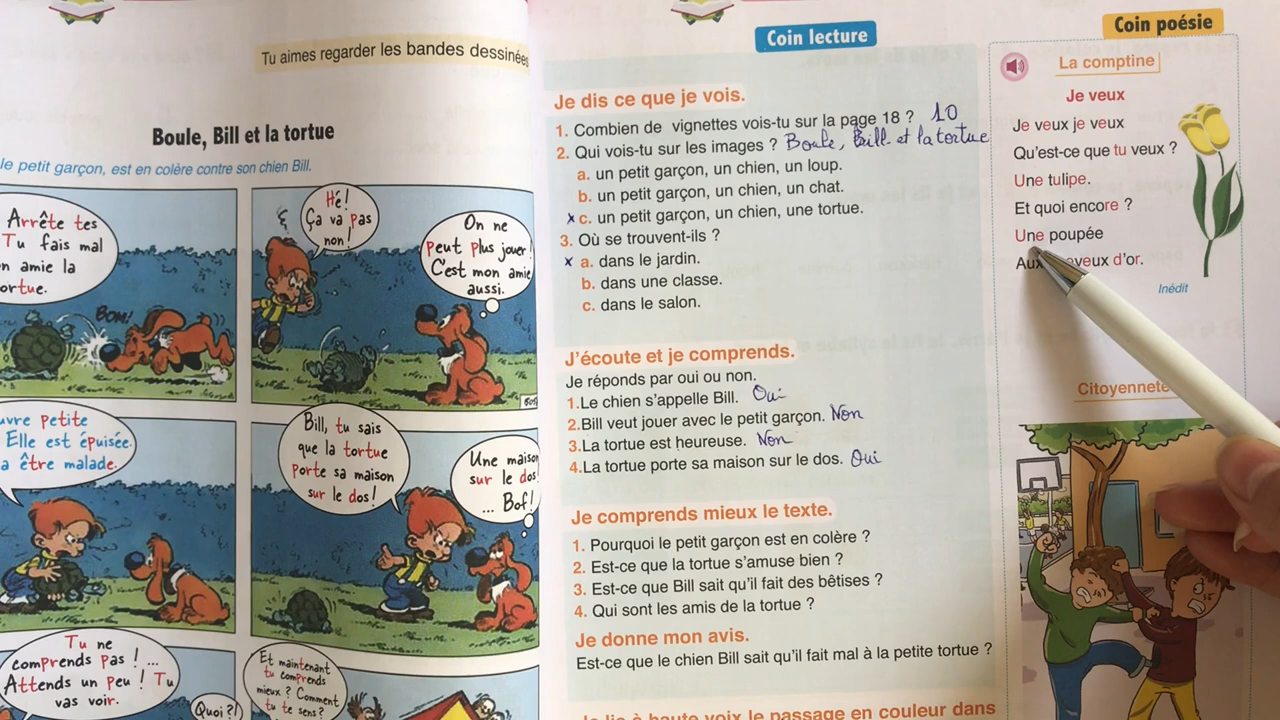 Tu aimes regarder les bandes dessinées
Boule, Bill et la tortue
le petit garçon, est en colère contre son chien Bill.
Arrête tes
Tu fais mal
amie la
BOM!
Hé!
Ça va pas
non!
On ne
peut plus jouer!
C'est mon amie
aussi.
petite
Elle est épuisée.
être malade.
Bill, tu sais
que la tortue
porte sa maison
sur le dos!
Une maison
sur le dos
... Bof!
Tu ne
comprends pas! ...
Attends un peu! Tu
vas voir.
Quoi?!
Et maintenant
tu comprends
mieux? Comment
tu te sens?
Coin lecture
Je dis ce que je vois.
1. Combien de vignettes vois-tu sur la page 18 ? 10
2. Qui vois-tu sur les images ? Boule, Bill et la tortue
a. un petit garçon, un chien, un loup.
b. un petit garçon, un chien, un chat.
x c. un petit garçon, un chien, une tortue.
3. Où se trouvent-ils ?
x a. dans le jardin.
b. dans une classe.
c. dans le salon.
J'écoute et je comprends.
Je réponds par oui ou non.
1.Le chien s'appelle Bill. Oui
2.Bill veut jouer avec le petit garçon. Non
3.La tortue est heureuse. Non
4.La tortue porte sa maison sur le dos. Oui
Je comprends mieux le texte.
1. Pourquoi le petit garçon est en colère ?
2. Est-ce que la tortue s'amuse bien ?
3. Est-ce que Bill sait qu'il fait des bêtises ?
4. Qui sont les amis de la tortue ?
Je donne mon avis.
Est-ce que le chien Bill sait qu'il fait mal à la petite tortue ?
Je lis à haute voix le passage en couleur dans
Coin poésie
La comptine
Je veux
Je veux je veux
Qu'est-ce que tu veux ?
Une tulipe.
Et quoi encore ?
Une poupée
Aux d'or.
Inédit
Citoyenneté